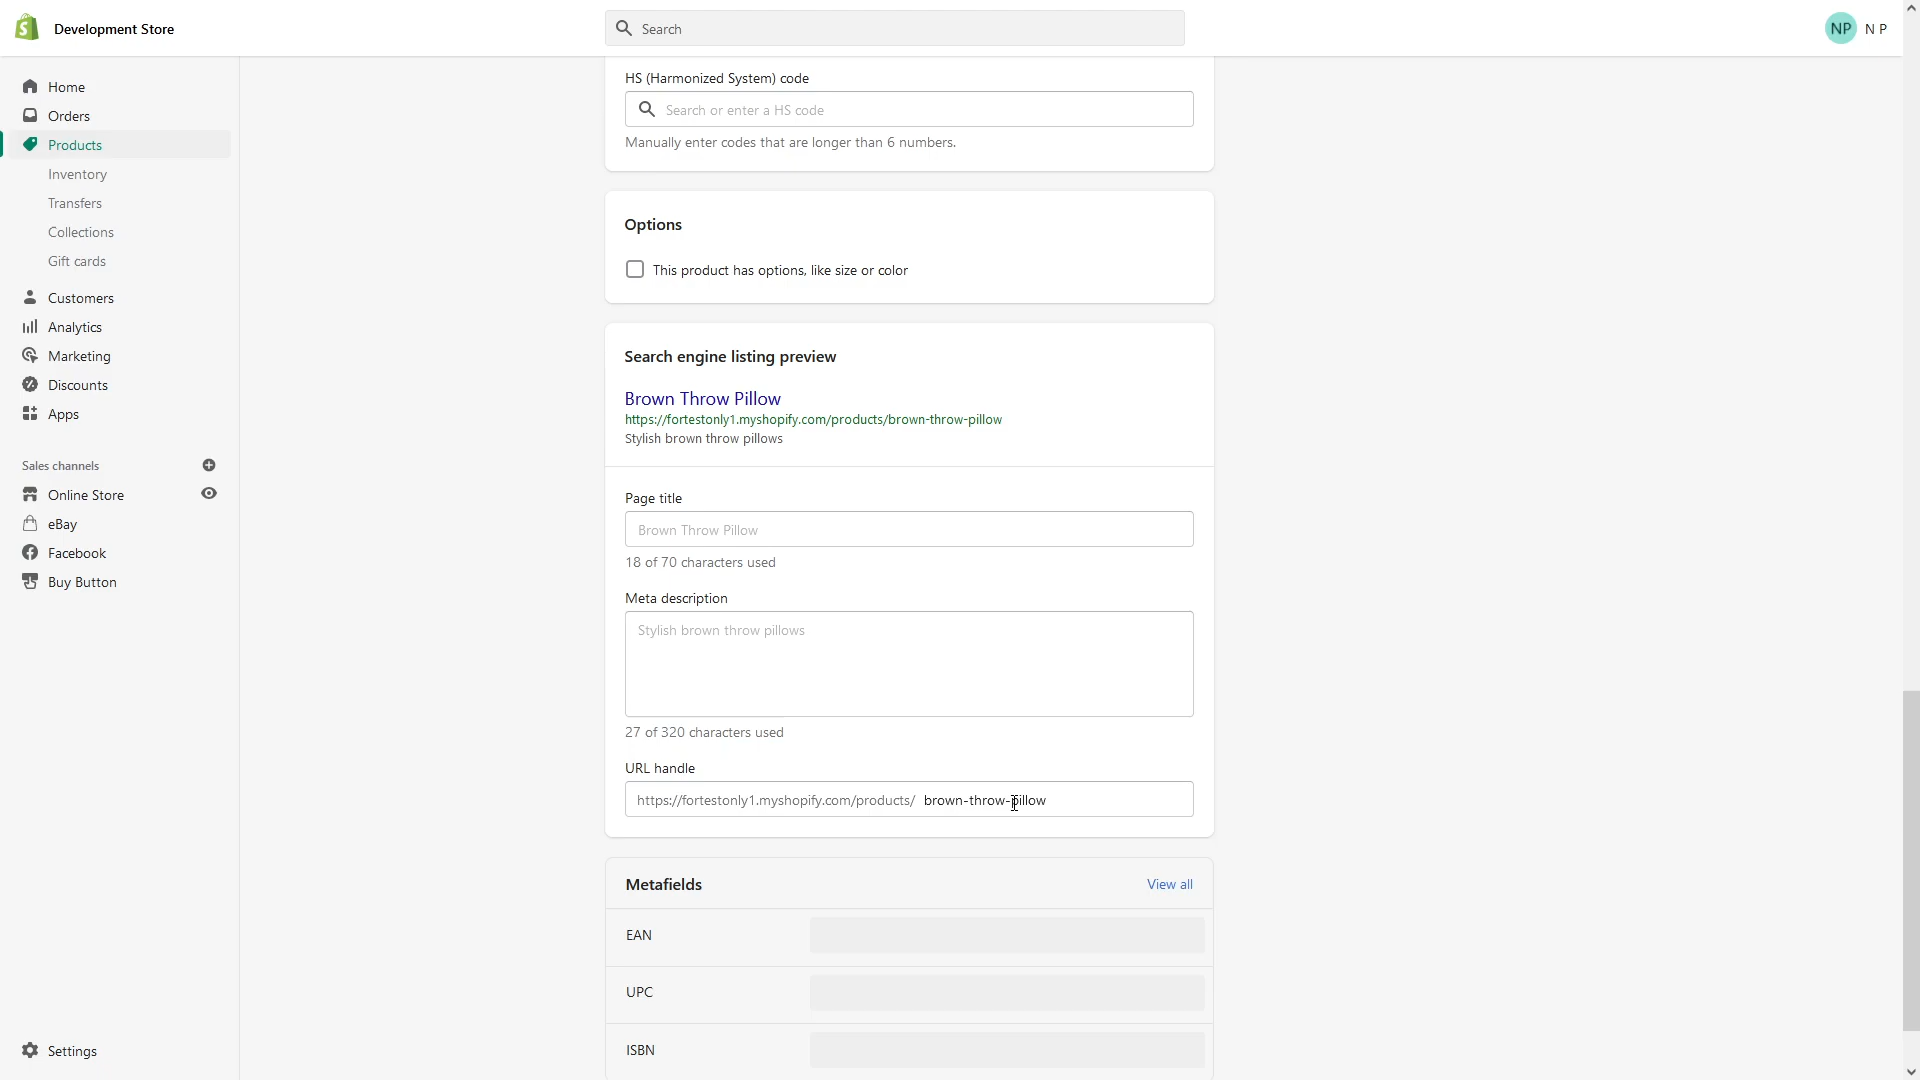 Development Store
Search
NP N P
Home
Orders
Products
Inventory
Transfers
Collections
Gift cards
Customers
Analytics
Marketing
Discounts
Apps
Sales channels
Online Store
eBay
Facebook
Buy Button
Settings
HS (Harmonized System) code
Search or enter a HS code
Manually enter codes that are longer than 6 numbers.
Options
This product has options, like size or color
Search engine listing preview
Brown Throw Pillow
https://fortestonly1.myshopify.com/products/brown-throw-pillow
Stylish brown throw pillows
Page title
Brown Throw Pillow
18 of 70 characters used
Meta description
Stylish brown throw pillows
27 of 320 characters used
URL handle
https://fortestonly1.myshopify.com/products/ brown-throw-pillow
Metafields View all
EAN
UPC
ISBN